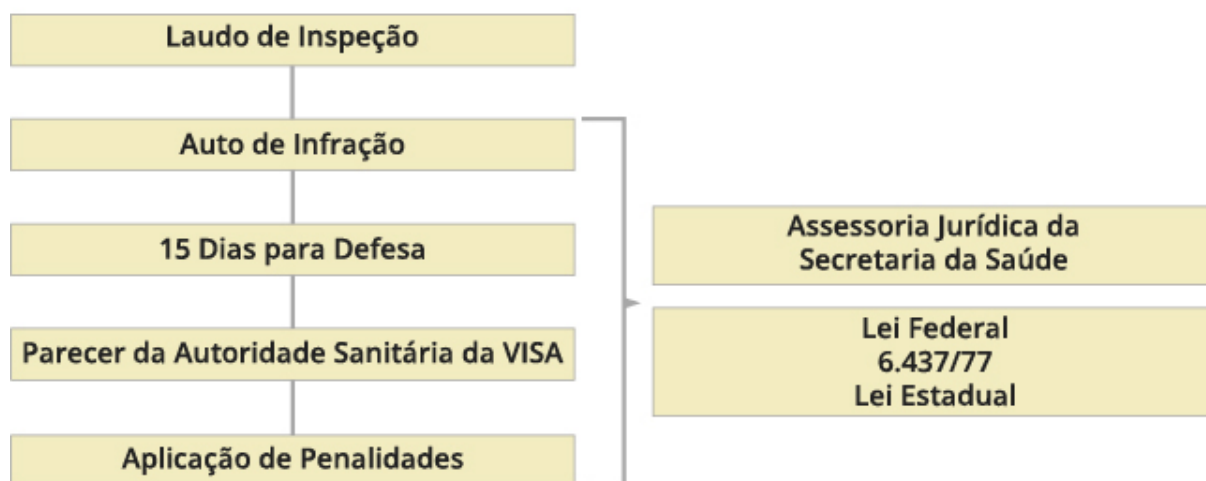 Laudo de Inspeção
Auto de Infração
15 Dias para Defesa
Parecer da Autoridade Sanitária da VISA
Aplicação de Penalidades
Assessoria Jurídica da
Secretaria da Saúde
Lei Federal
6.437/77
Lei Estadual